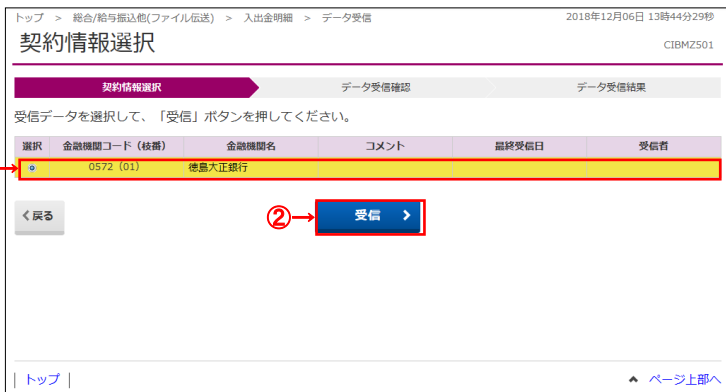 トップ > 総合/給与振込他(ファイル伝送) > 入出金明細 > データ受信
2018年12月06日 13時44分29秒
契約情報選択
CIBMZ501
契約情報選択 データ受信確認 データ受信結果
受信データを選択して、「受信」ボタンを押してください。
選択 金融機関コード（枝番） 金融機関名 コメント 最終受信日 受信者
0572（01） 徳島大正銀行
戻る
② 受信
トップ
ページ上部へ